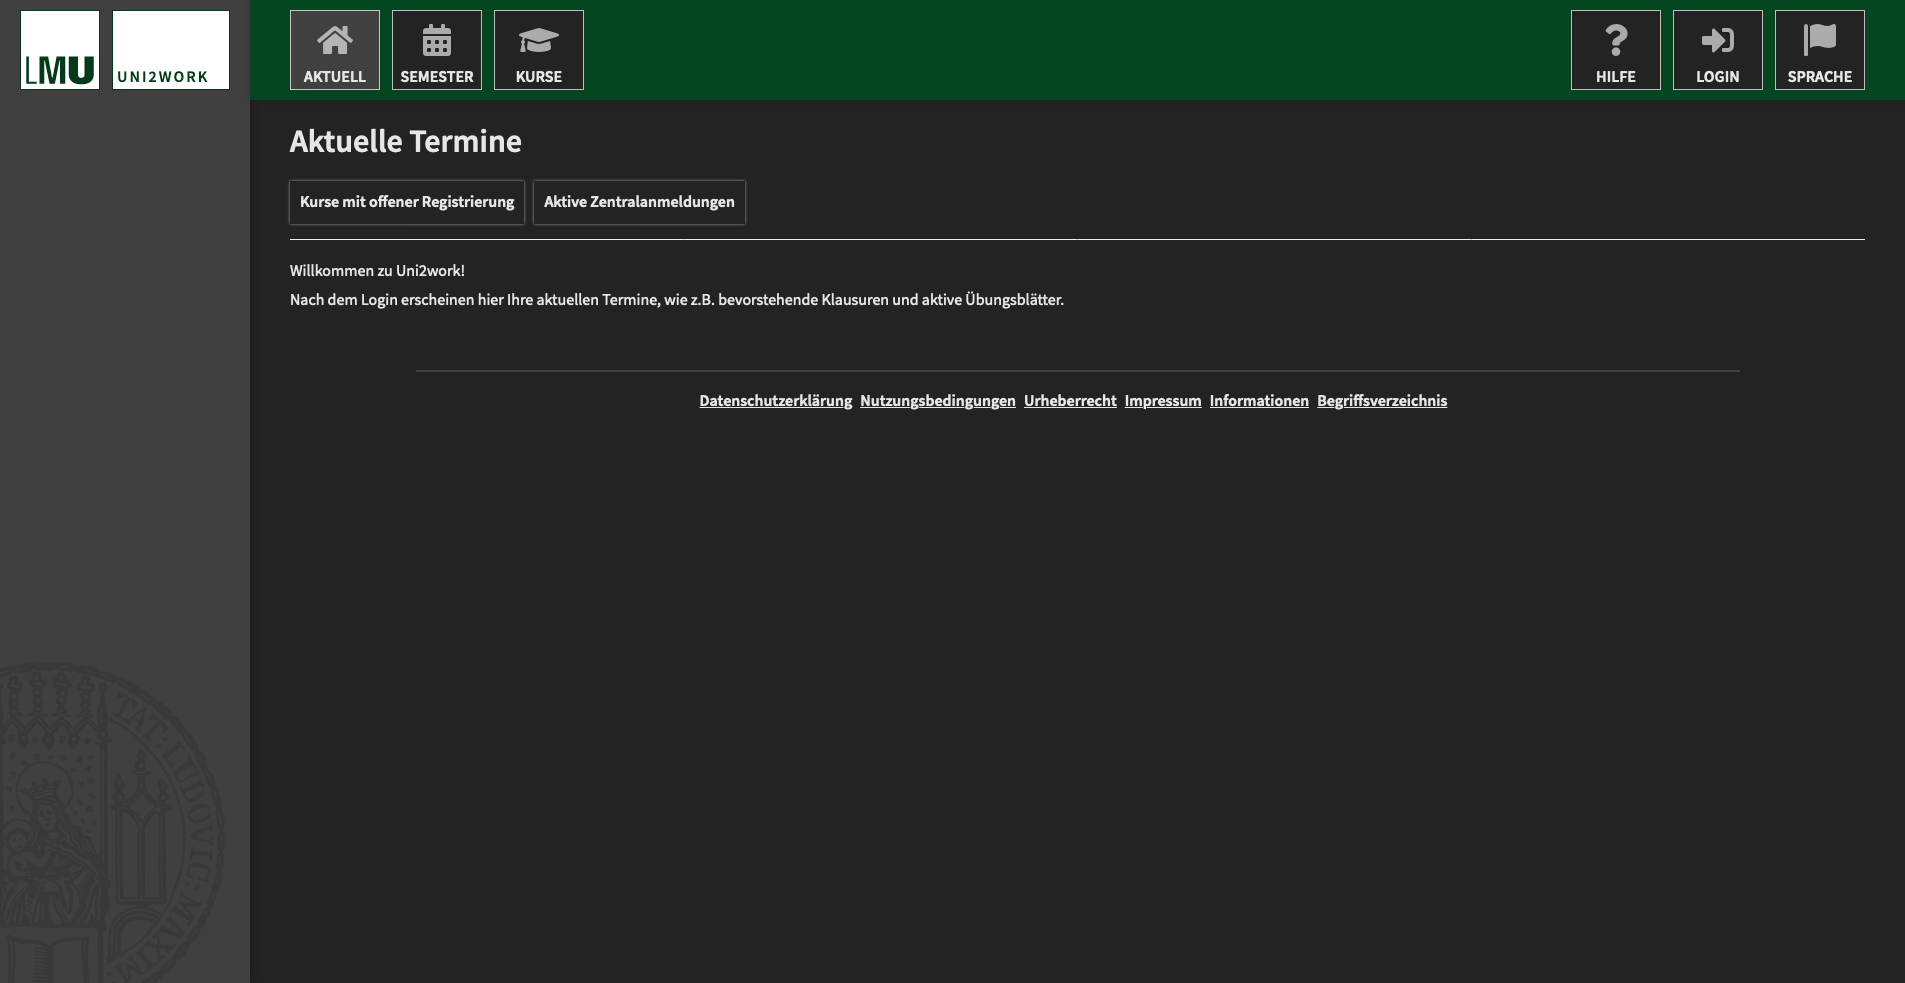 LMU
UNI2WORK
AKTUELL
SEMESTER
KURSE
HILFE
LOGIN
SPRACHE
Aktuelle Termine
Kurse mit offener Registrierung
Aktive Zentralanmeldungen
Willkommen zu Uni2work!
Nach dem Login erscheinen hier Ihre aktuellen Termine, wie z.B. bevorstehende Klausuren und aktive Übungsblätter.
Datenschutzerklärung Nutzungsbedingungen Urheberrecht Impressum Informationen Begriffsverzeichnis
TAT: LUDOVIC: MAXIM: